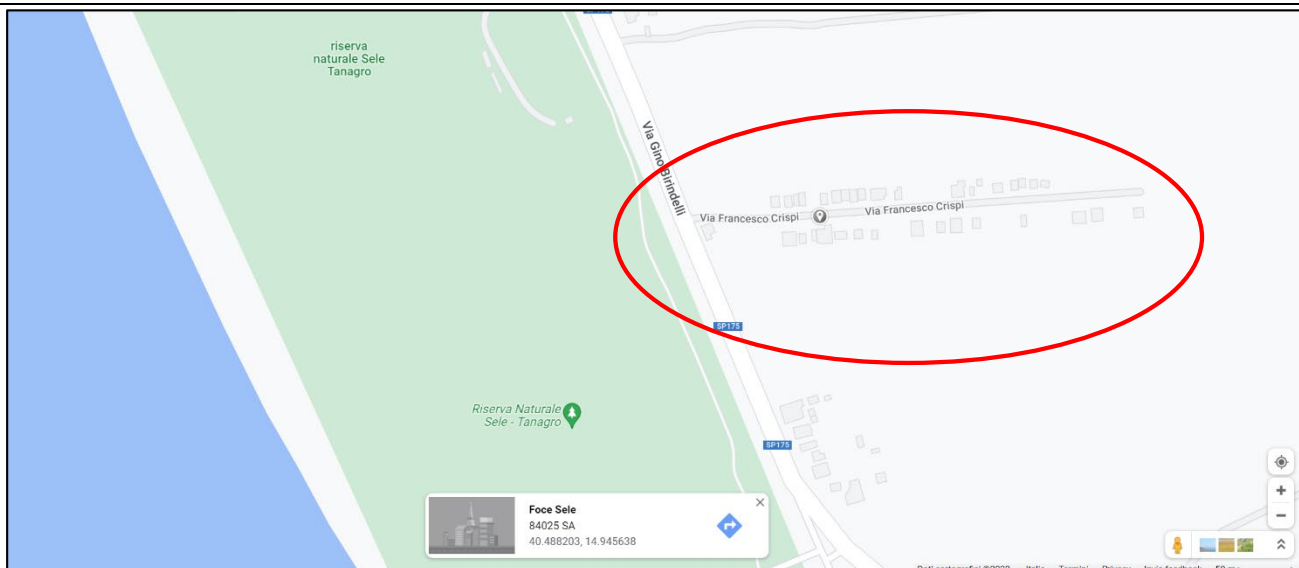 SP175
riserva
naturale Sele
Tanagro
Via Gino Birindelli
Via Francesco Crispi
Via Francesco Crispi
SP175
Riserva Naturale
Sele - Tanagro
SP175
Foce Sele
84025 SA
40.488203, 14.945638